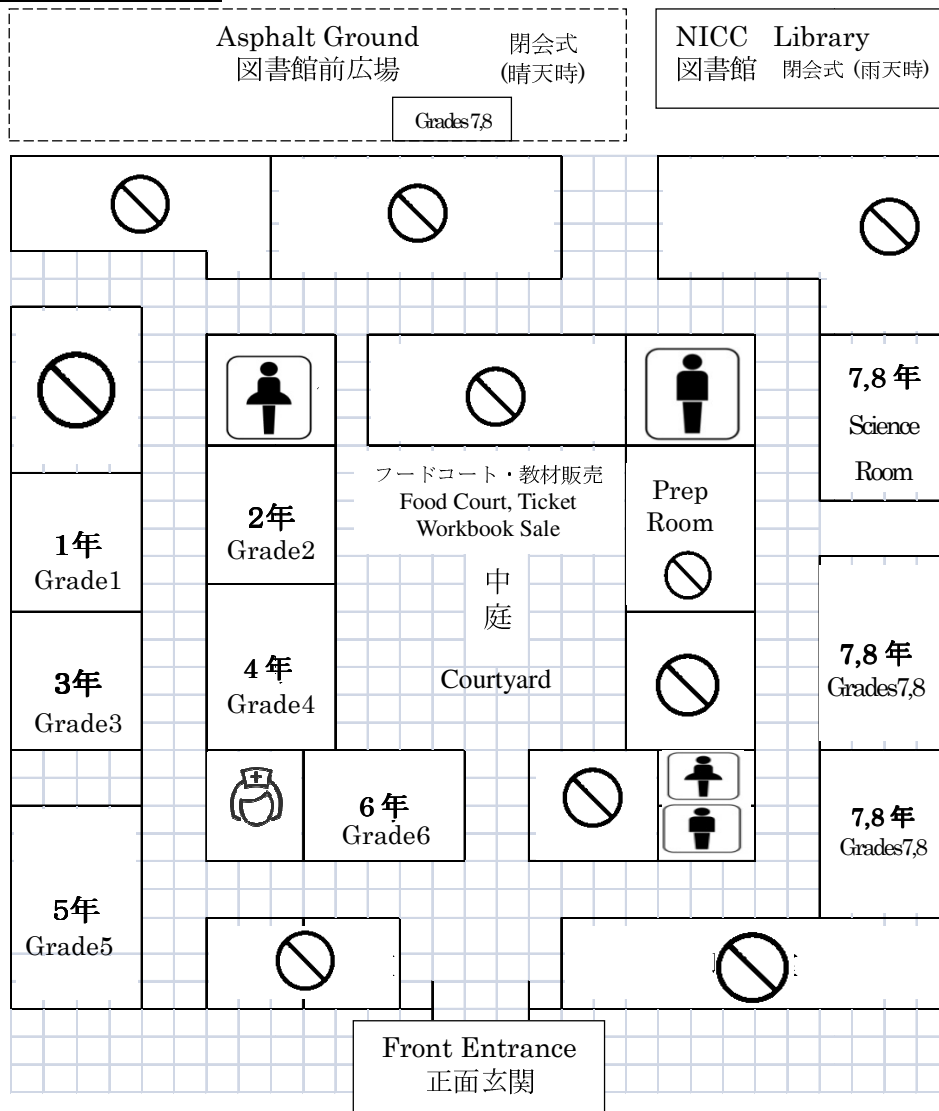 Asphalt Ground
図書館前広場
閉会式
(晴天時)
Grades7,8
NICC Library
図書館 閉会式 (雨天時)
7,8 年
Science
Room
フードコート・教材販売
Food Court, Ticket
Workbook Sale
Prep
Room
2年
Grade2
1年
Grade1
中
庭
Courtyard
4年
Grade4
3年
Grade3
7,8 年
Grades7,8
6年
Grade6
7,8 年
Grades7,8
5年
Grade5
Front Entrance
正面玄関